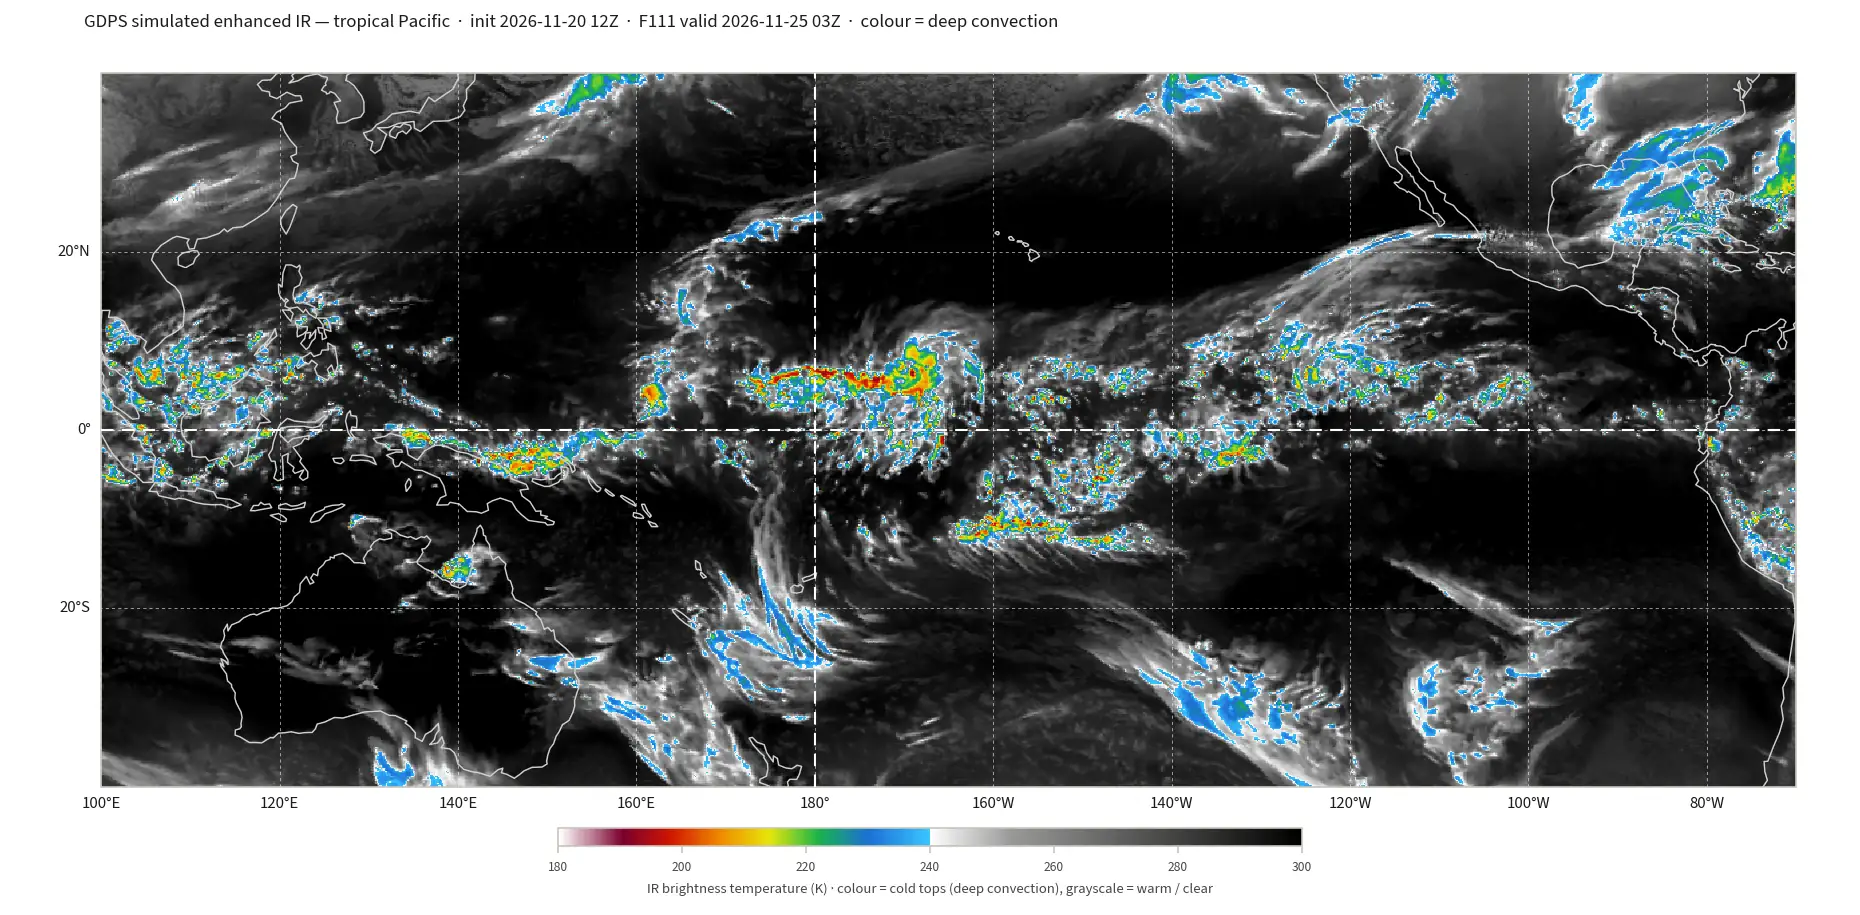 GDPS simulated enhanced IR — tropical Pacific · init 2026-11-20 12Z · F111 valid 2026-11-25 03Z · colour = deep convection
20°N
0°
20°S
100°E 120°E 140°E 160°E 180° 160°W 140°W 120°W 100°W 80°W
180 200 220 240 260 280 300
IR brightness temperature (K) · colour = cold tops (deep convection), grayscale = warm / clear